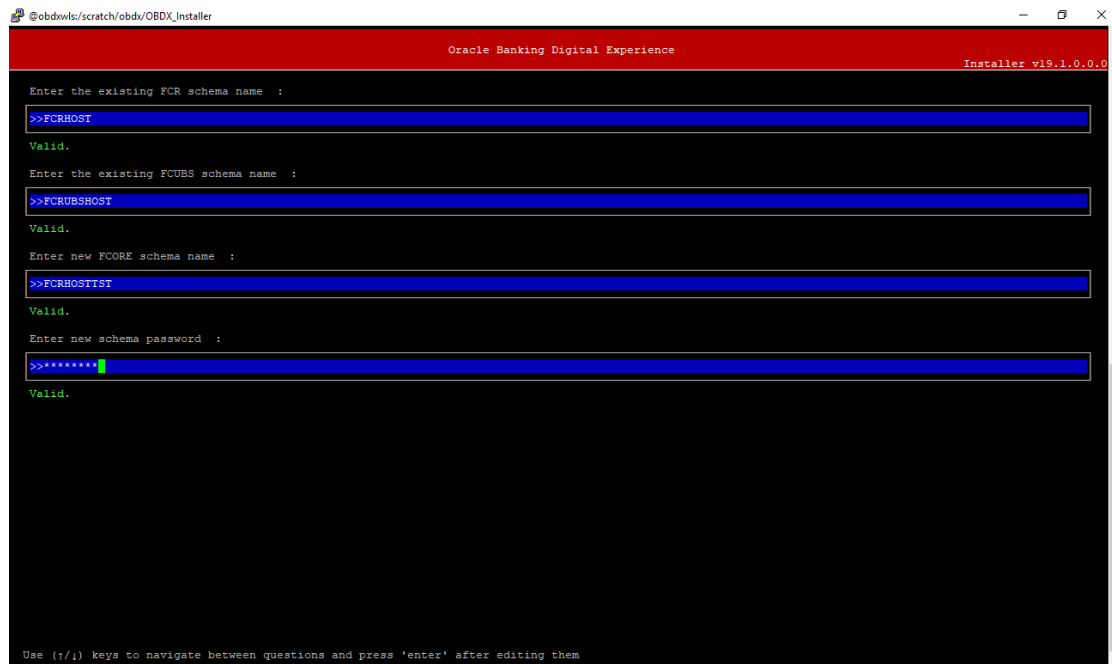 @obdxwls:/scratch/obdx/OBDX_Installer
Oracle Banking Digital Experience
Installer v19.1.0.0.0
Enter the existing FCR schema name :
>>FCRHOST
Valid.
Enter the existing FCUBS schema name :
>>FCRUBSHOST
Valid.
Enter new FCORE schema name :
>>FCRHOSTTST
Valid.
Enter new schema password :
>>********
Valid.
Use (↑/↓) keys to navigate between questions and press 'enter' after editing them